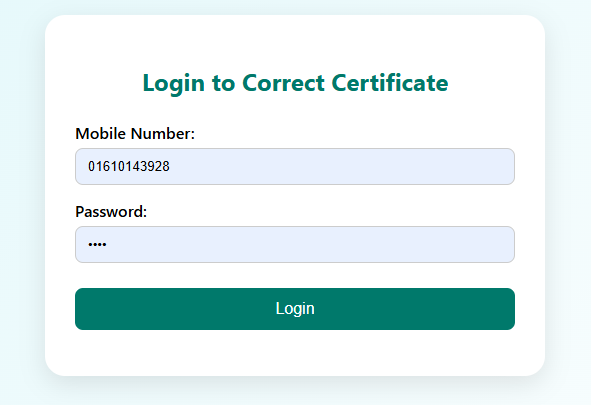 Login to Correct Certificate
Mobile Number:
01610143928
Password:
••••
Login